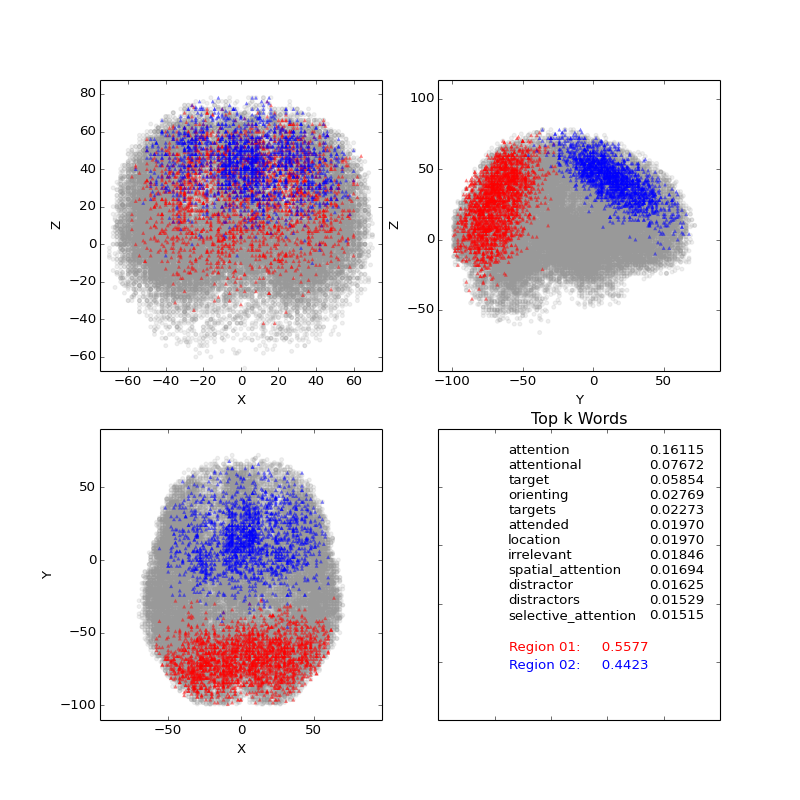 80
60
40
20
0
−20
−40
−60
Z
−60 −40 −20 0 20 40 60
X
100
50
0
−50
Z
−100 −50 0 50
Y
50
0
−50
−100
Y
−50 0 50
X
Top k Words
attention 0.16115
attentional 0.07672
target 0.05854
orienting 0.02769
targets 0.02273
attended 0.01970
location 0.01970
irrelevant 0.01846
spatial_attention 0.01694
distractor 0.01625
distractors 0.01529
selective_attention 0.01515
Region 01: 0.5577
Region 02: 0.4423